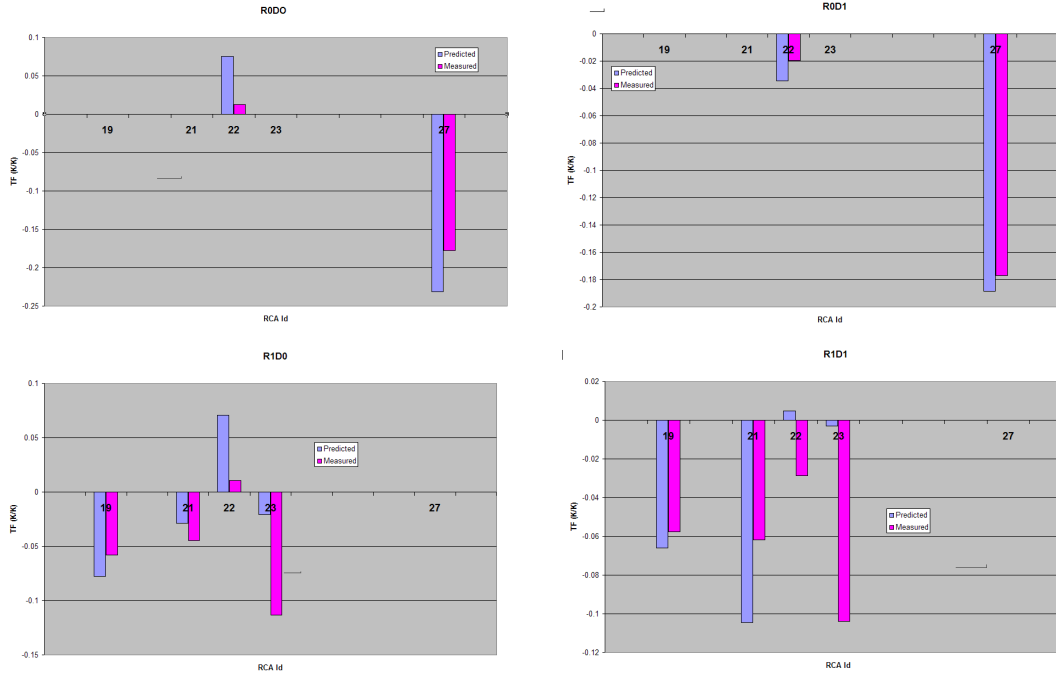 R0DO
0.1
0.05
0
-0.05
-0.1
-0.15
-0.2
-0.25
TF (K/K)
19
21
22
23
27
Predicted
Measured
RCA Id
R0D1
0
-0.02
-0.04
-0.06
-0.08
-0.1
-0.12
-0.14
-0.16
-0.18
-0.2
TF (K/K)
19
21
22
23
27
Predicted
Measured
RCA Id
R1D0
0.1
0.05
0
-0.05
-0.1
-0.15
TF (K/K)
19
21
22
23
27
Predicted
Measured
RCA Id
R1D1
0.02
0
-0.02
-0.04
-0.06
-0.08
-0.1
-0.12
TF (K/K)
19
21
22
23
27
Predicted
Measured
RCA Id